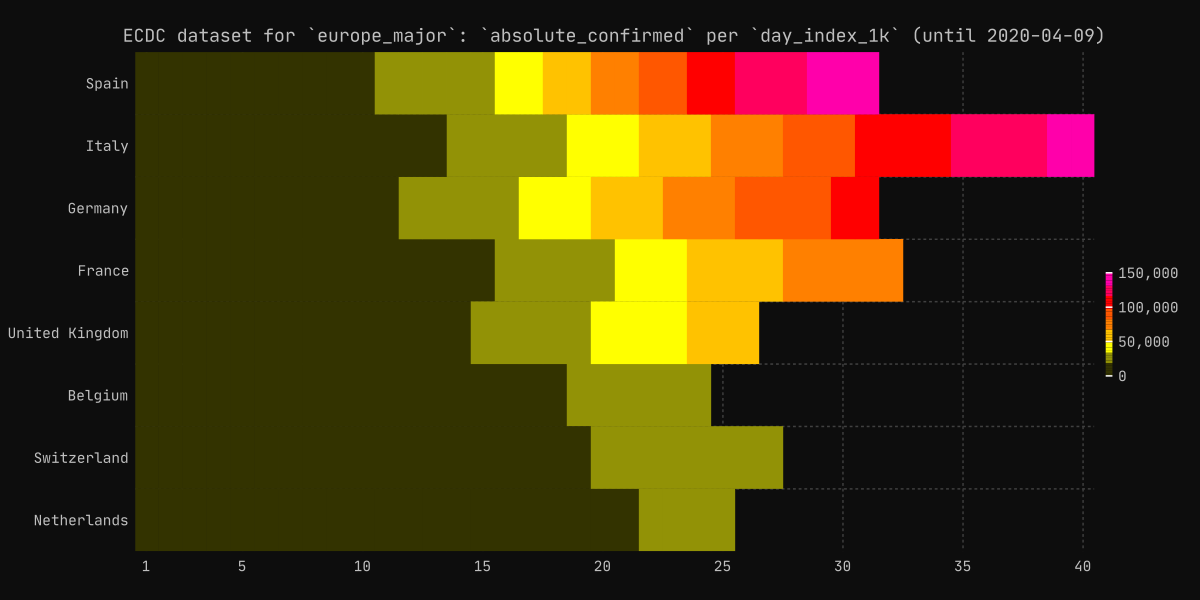 ECDC dataset for `europe_major`: `absolute_confirmed` per `day_index_1k` (until 2020-04-09)
Spain
Italy
Germany
France
United Kingdom
Belgium
Switzerland
Netherlands
150,000
100,000
50,000
0
1 5 10 15 20 25 30 35 40